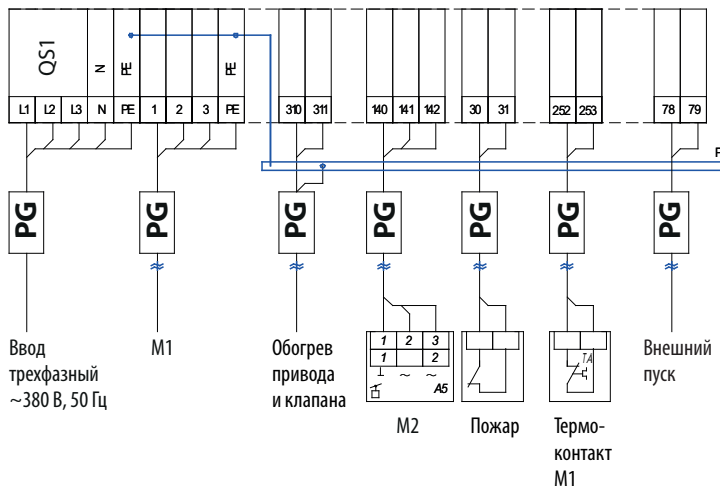 QS1 N PE PE
L1 L2 L3 N PE 1 2 3 PE 310 311 140 141 142 30 31 252 253 78 79
PG PG PG PG PG PG PG
1 2 3
1 2
A5
TA
Ввод
трехфазный
~380 В, 50 Гц
M1
Обогрев
привода
и клапана
M2
Пожар
Термо-
контакт
M1
Внешний
пуск